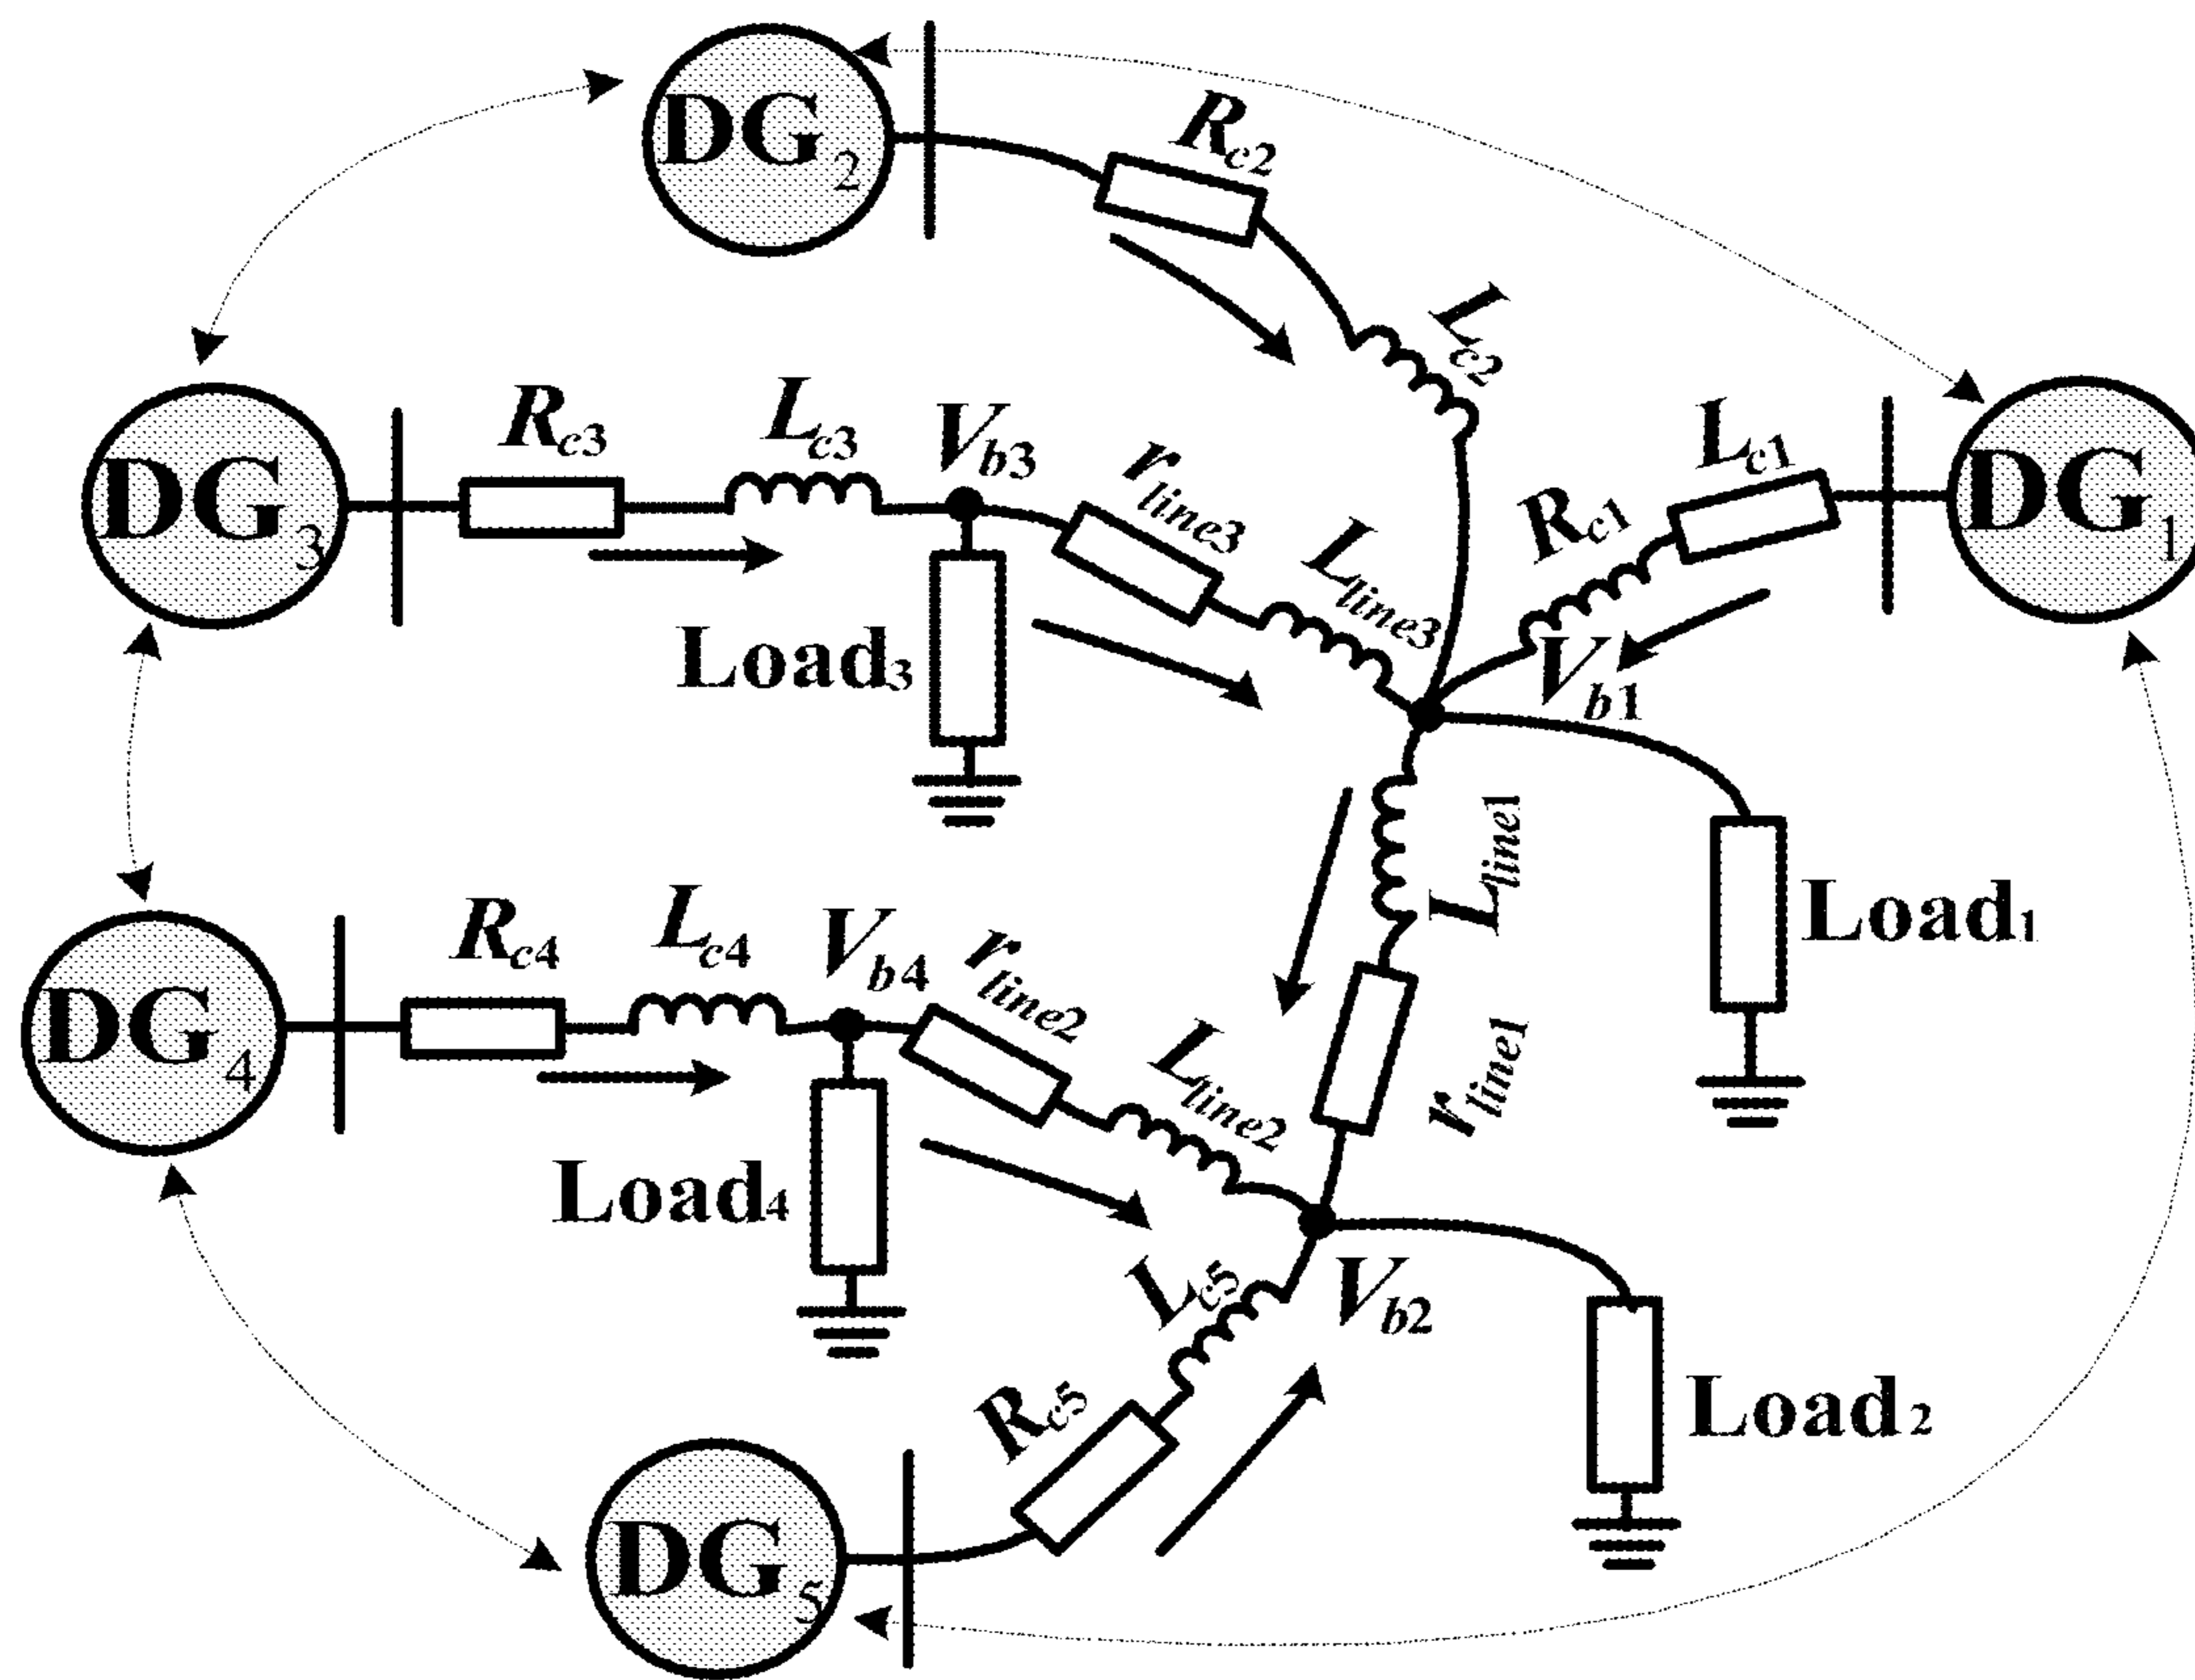 DG2
Rc2
Lc2
DG3
Rc3
Lc3
Vb3
rline3
Lline3
Load3
Lc1
Rc1
DG1
Vb1
Lline1
rline1
Load1
DG4
Rc4
Lc4
Vb4
rline2
Lline2
Load4
Lc5
Rc5
Vb2
Load2
DG5